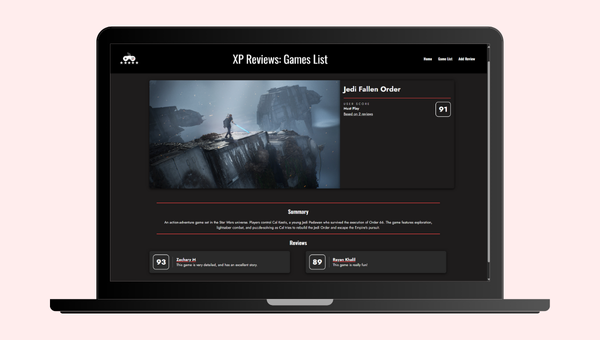 XP Reviews: Games List
Home Game List Add Review
Jedi Fallen Order
USER SCORE
Must Play
Based on 2 reviews
91
Summary
An action-adventure game set in the Star Wars universe. Players control Cal Kestis, a young Jedi Padawan who survived the execution of Order 66. The game features exploration,
lightsaber combat, and puzzle-solving as Cal tries to rebuild the Jedi Order and escape the Empire's pursuit.
Reviews
93
Zachary M
This game is very detailed, and has an excellent story.
89
Rayan Khalil
This game is really fun!